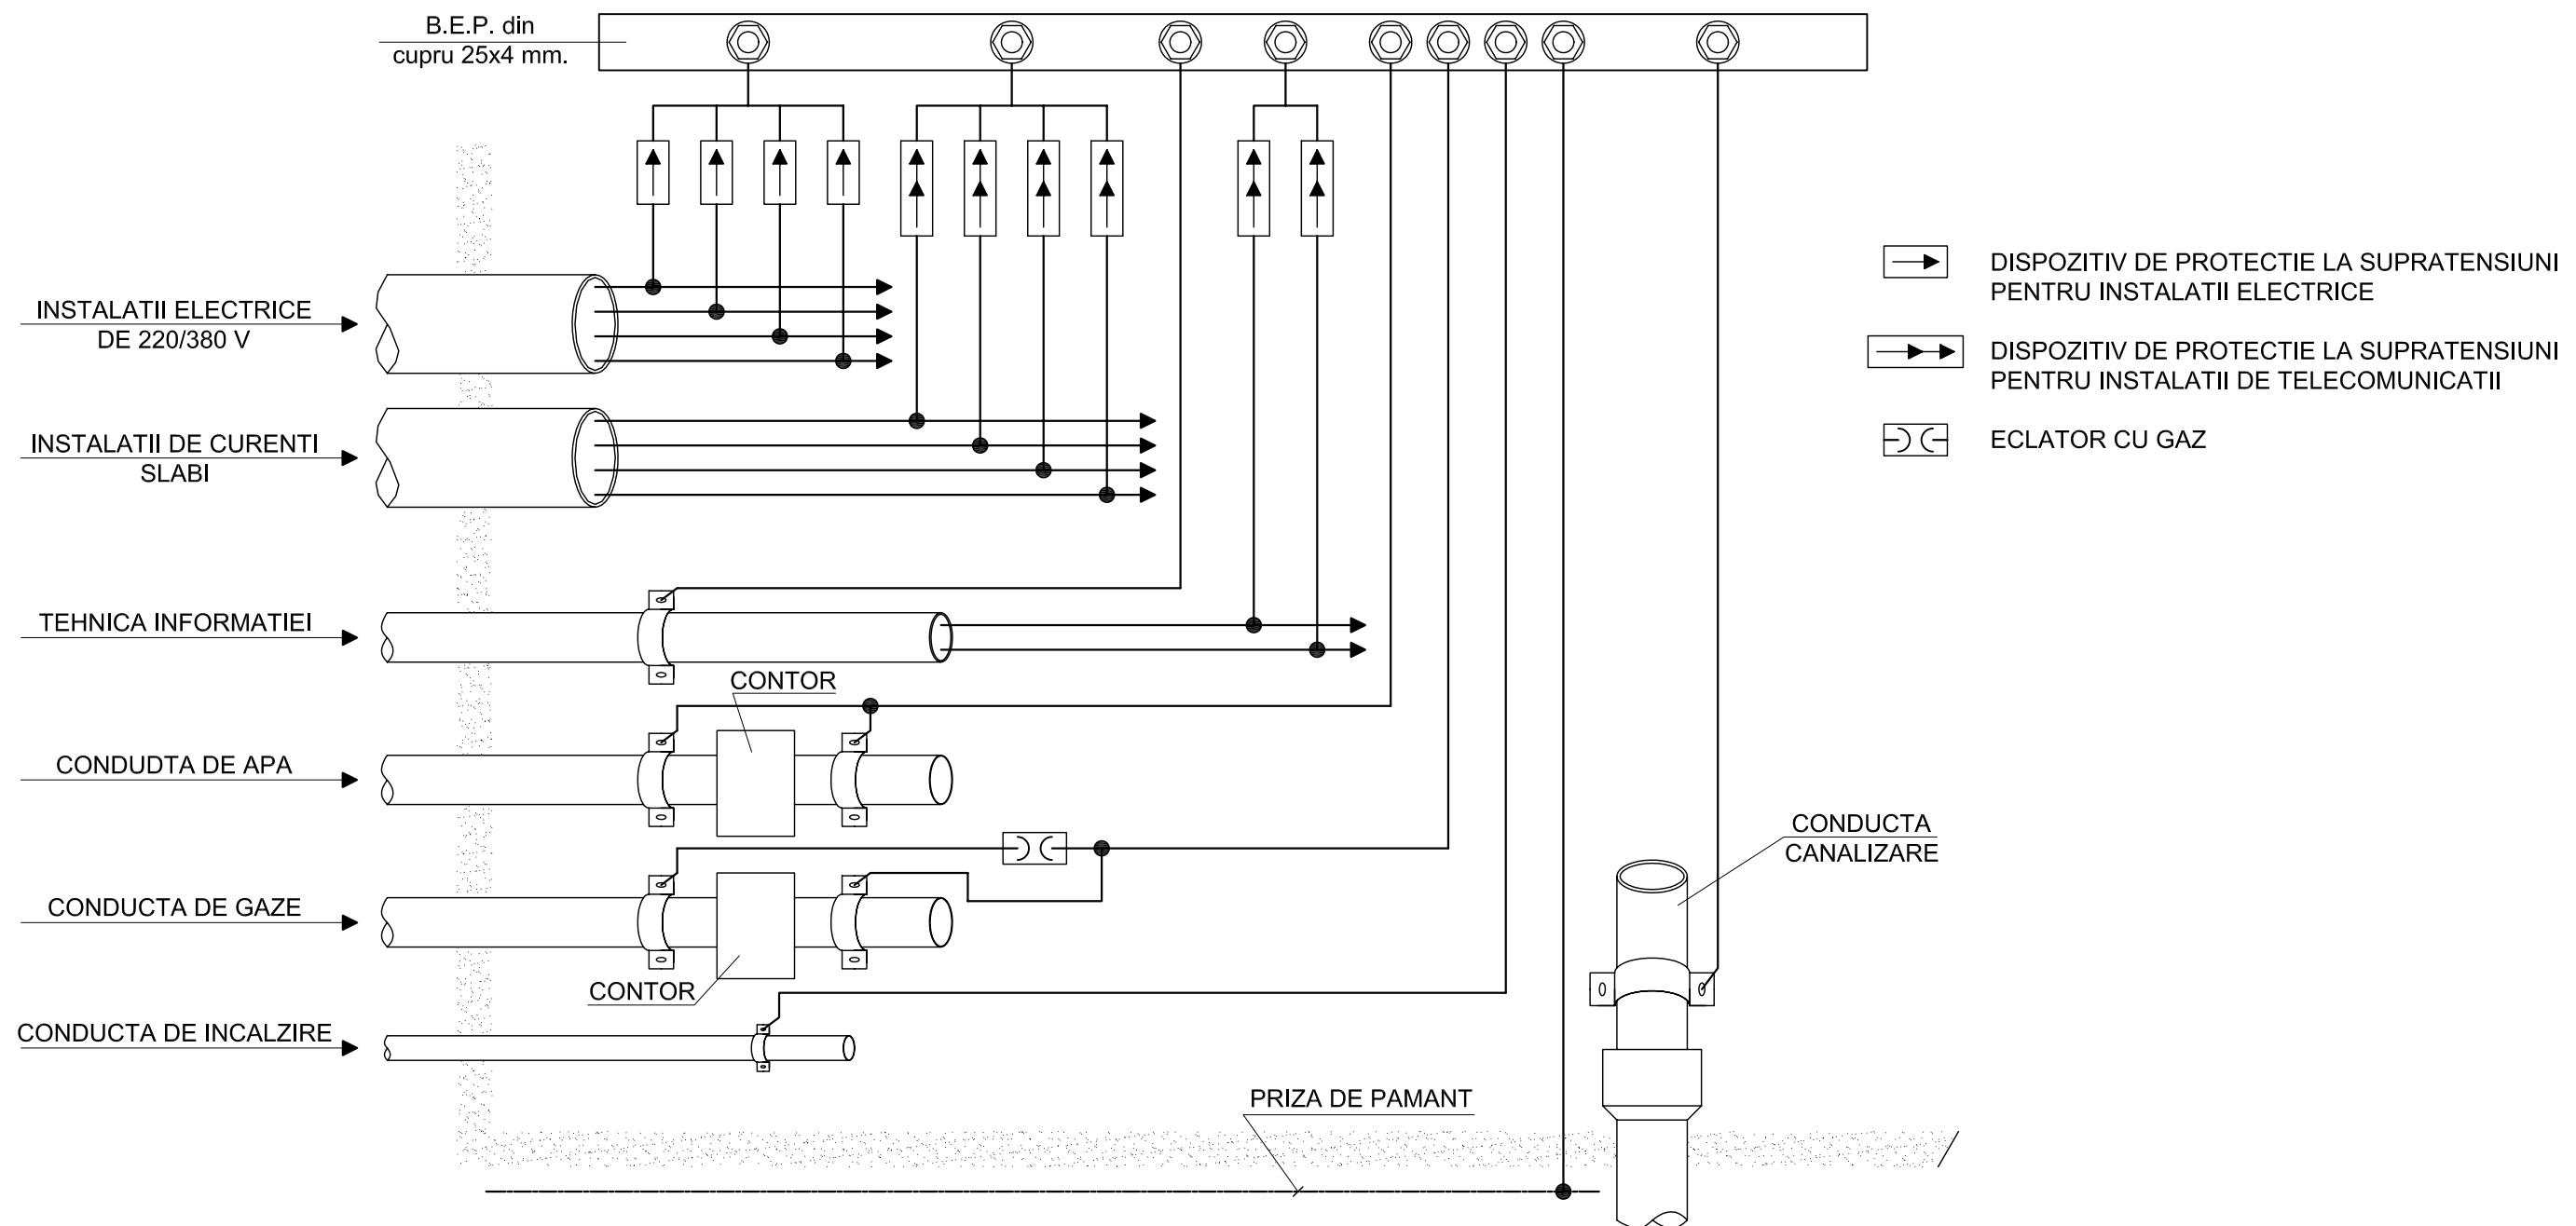 B.E.P. din
cupru 25x4 mm.
INSTALATII ELECTRICE
DE 220/380 V
INSTALATII DE CURENTI
SLABI
TEHNICA INFORMATIEI
CONTOR
CONDUDTA DE APA
CONDUCTA DE GAZE
CONTOR
CONDUCTA DE INCALZIRE
PRIZA DE PAMANT
CONDUCTA
CANALIZARE
DISPOZITIV DE PROTECTIE LA SUPRATENSIUNI
PENTRU INSTALATII ELECTRICE
DISPOZITIV DE PROTECTIE LA SUPRATENSIUNI
PENTRU INSTALATII DE TELECOMUNICATII
ECLATOR CU GAZ